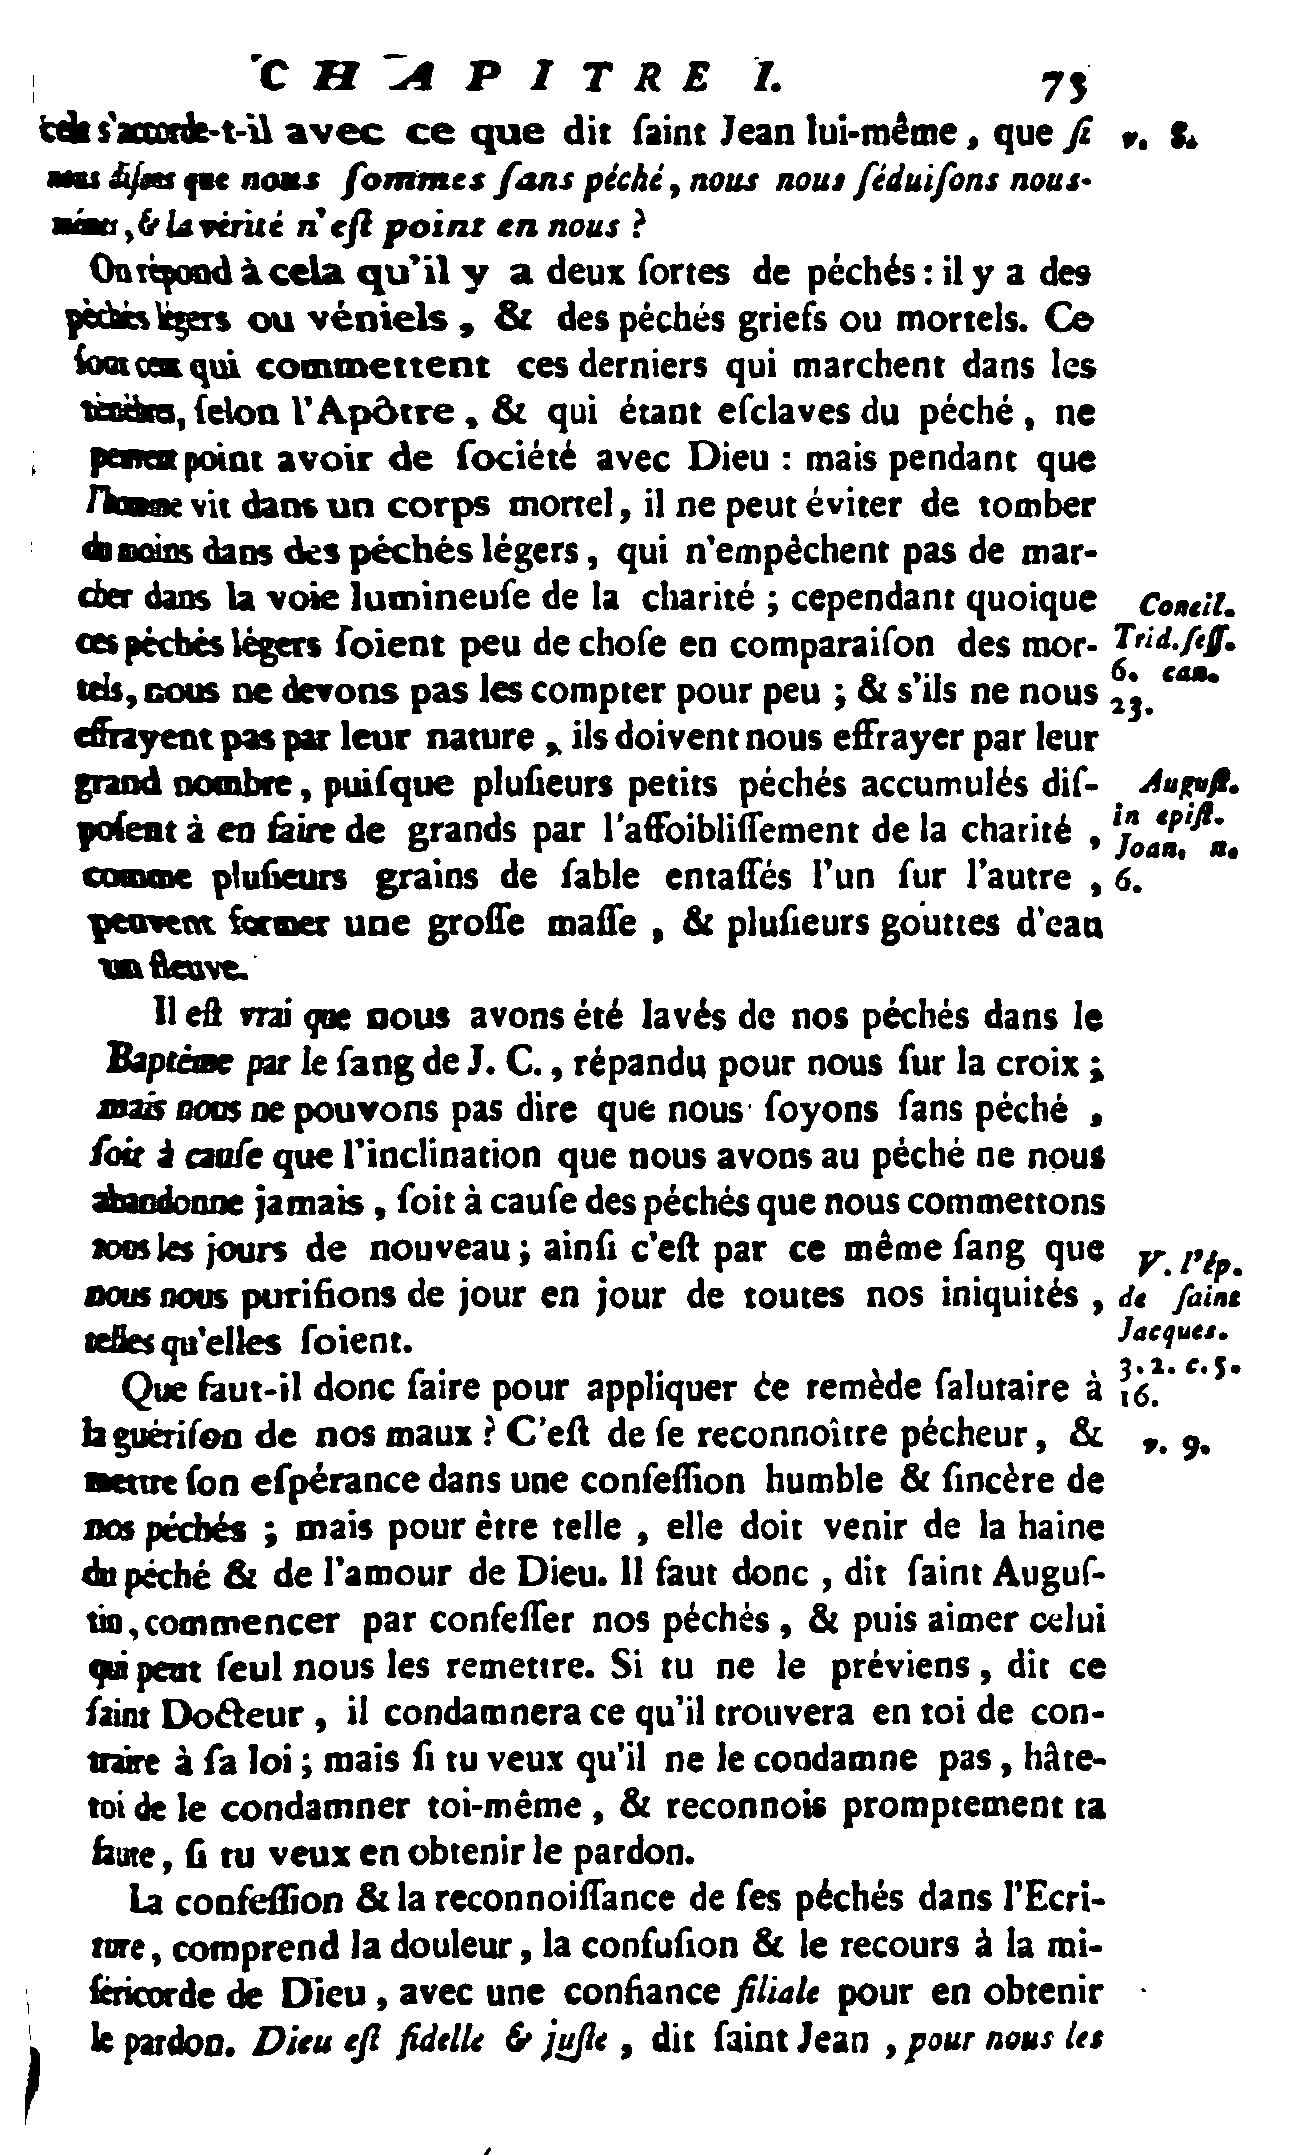 CHAPITRE I. 75
cela s'accorde-t-il avec ce que dit ſaint Jean lui-même, que ſi
nous diſons que nous ſommes ſans péché, nous nous ſéduiſons nous-
mêmes, & la vérité n'eſt point en nous ?
On répond à cela qu'il y a deux ſortes de péchés : il y a des
péchés légers ou véniels, & des péchés griefs ou mortels. Ce
ſont ceux qui commettent ces derniers qui marchent dans les
ténèbres, ſelon l'Apôtre, & qui étant eſclaves du péché, ne
peuvent point avoir de ſociété avec Dieu : mais pendant que
l'homme vit dans un corps mortel, il ne peut éviter de tomber
du moins dans des péchés légers, qui n'empêchent pas de mar-
cher dans la voie lumineuſe de la charité ; cependant quoique
ces péchés légers ſoient peu de choſe en comparaiſon des mor-
tels, nous ne devons pas les compter pour peu ; & s'ils ne nous
effrayent pas par leur nature, ils doivent nous effrayer par leur
grand nombre, puiſque pluſieurs petits péchés accumulés diſ-
poſent à en faire de grands par l'affoibliſſement de la charité,
comme pluſieurs grains de ſable entaſſés l'un ſur l'autre,
peuvent former une groſſe maſſe, & pluſieurs gouttes d'eau
un fleuve.
Il eſt vrai que nous avons été lavés de nos péchés dans le
Baptême par le ſang de J. C., répandu pour nous ſur la croix ;
mais nous ne pouvons pas dire que nous ſoyons ſans péché,
ſoit à cauſe que l'inclination que nous avons au péché ne nous
abandonne jamais, ſoit à cauſe des péchés que nous commettons
tous les jours de nouveau ; ainſi c'eſt par ce même ſang que
nous nous purifions de jour en jour de toutes nos iniquités,
telles qu'elles ſoient.
Que faut-il donc faire pour appliquer ce remède ſalutaire à
la guériſon de nos maux ? C'eſt de ſe reconnoître pécheur, &
mettre ſon eſpérance dans une confeſſion humble & ſincère de
nos péchés ; mais pour être telle, elle doit venir de la haine
du péché & de l'amour de Dieu. Il faut donc, dit ſaint Auguſ-
tin, commencer par confeſſer nos péchés, & puis aimer celui
qui peut ſeul nous les remettre. Si tu ne le préviens, dit ce
ſaint Docteur, il condamnera ce qu'il trouvera en toi de con-
traire à ſa loi ; mais ſi tu veux qu'il ne le condamne pas, hâte-
toi de le condamner toi-même, & reconnois promptement ta
faute, ſi tu veux en obtenir le pardon.
La confeſſion & la reconnoiſſance de ſes péchés dans l'Ecri-
ture, comprend la douleur, la confuſion & le recours à la mi-
ſéricorde de Dieu, avec une confiance filiale pour en obtenir
le pardon. Dieu eſt fidelle & juſte, dit ſaint Jean, pour nous les
v. 8.
Concil.
Trid. ſeſſ.
6. can.
23.
Auguſt.
in epiſt.
Joan. n.
6.
V. l'ép.
de ſaint
Jacques.
3. 2. c. 5.
16.
v. 9.